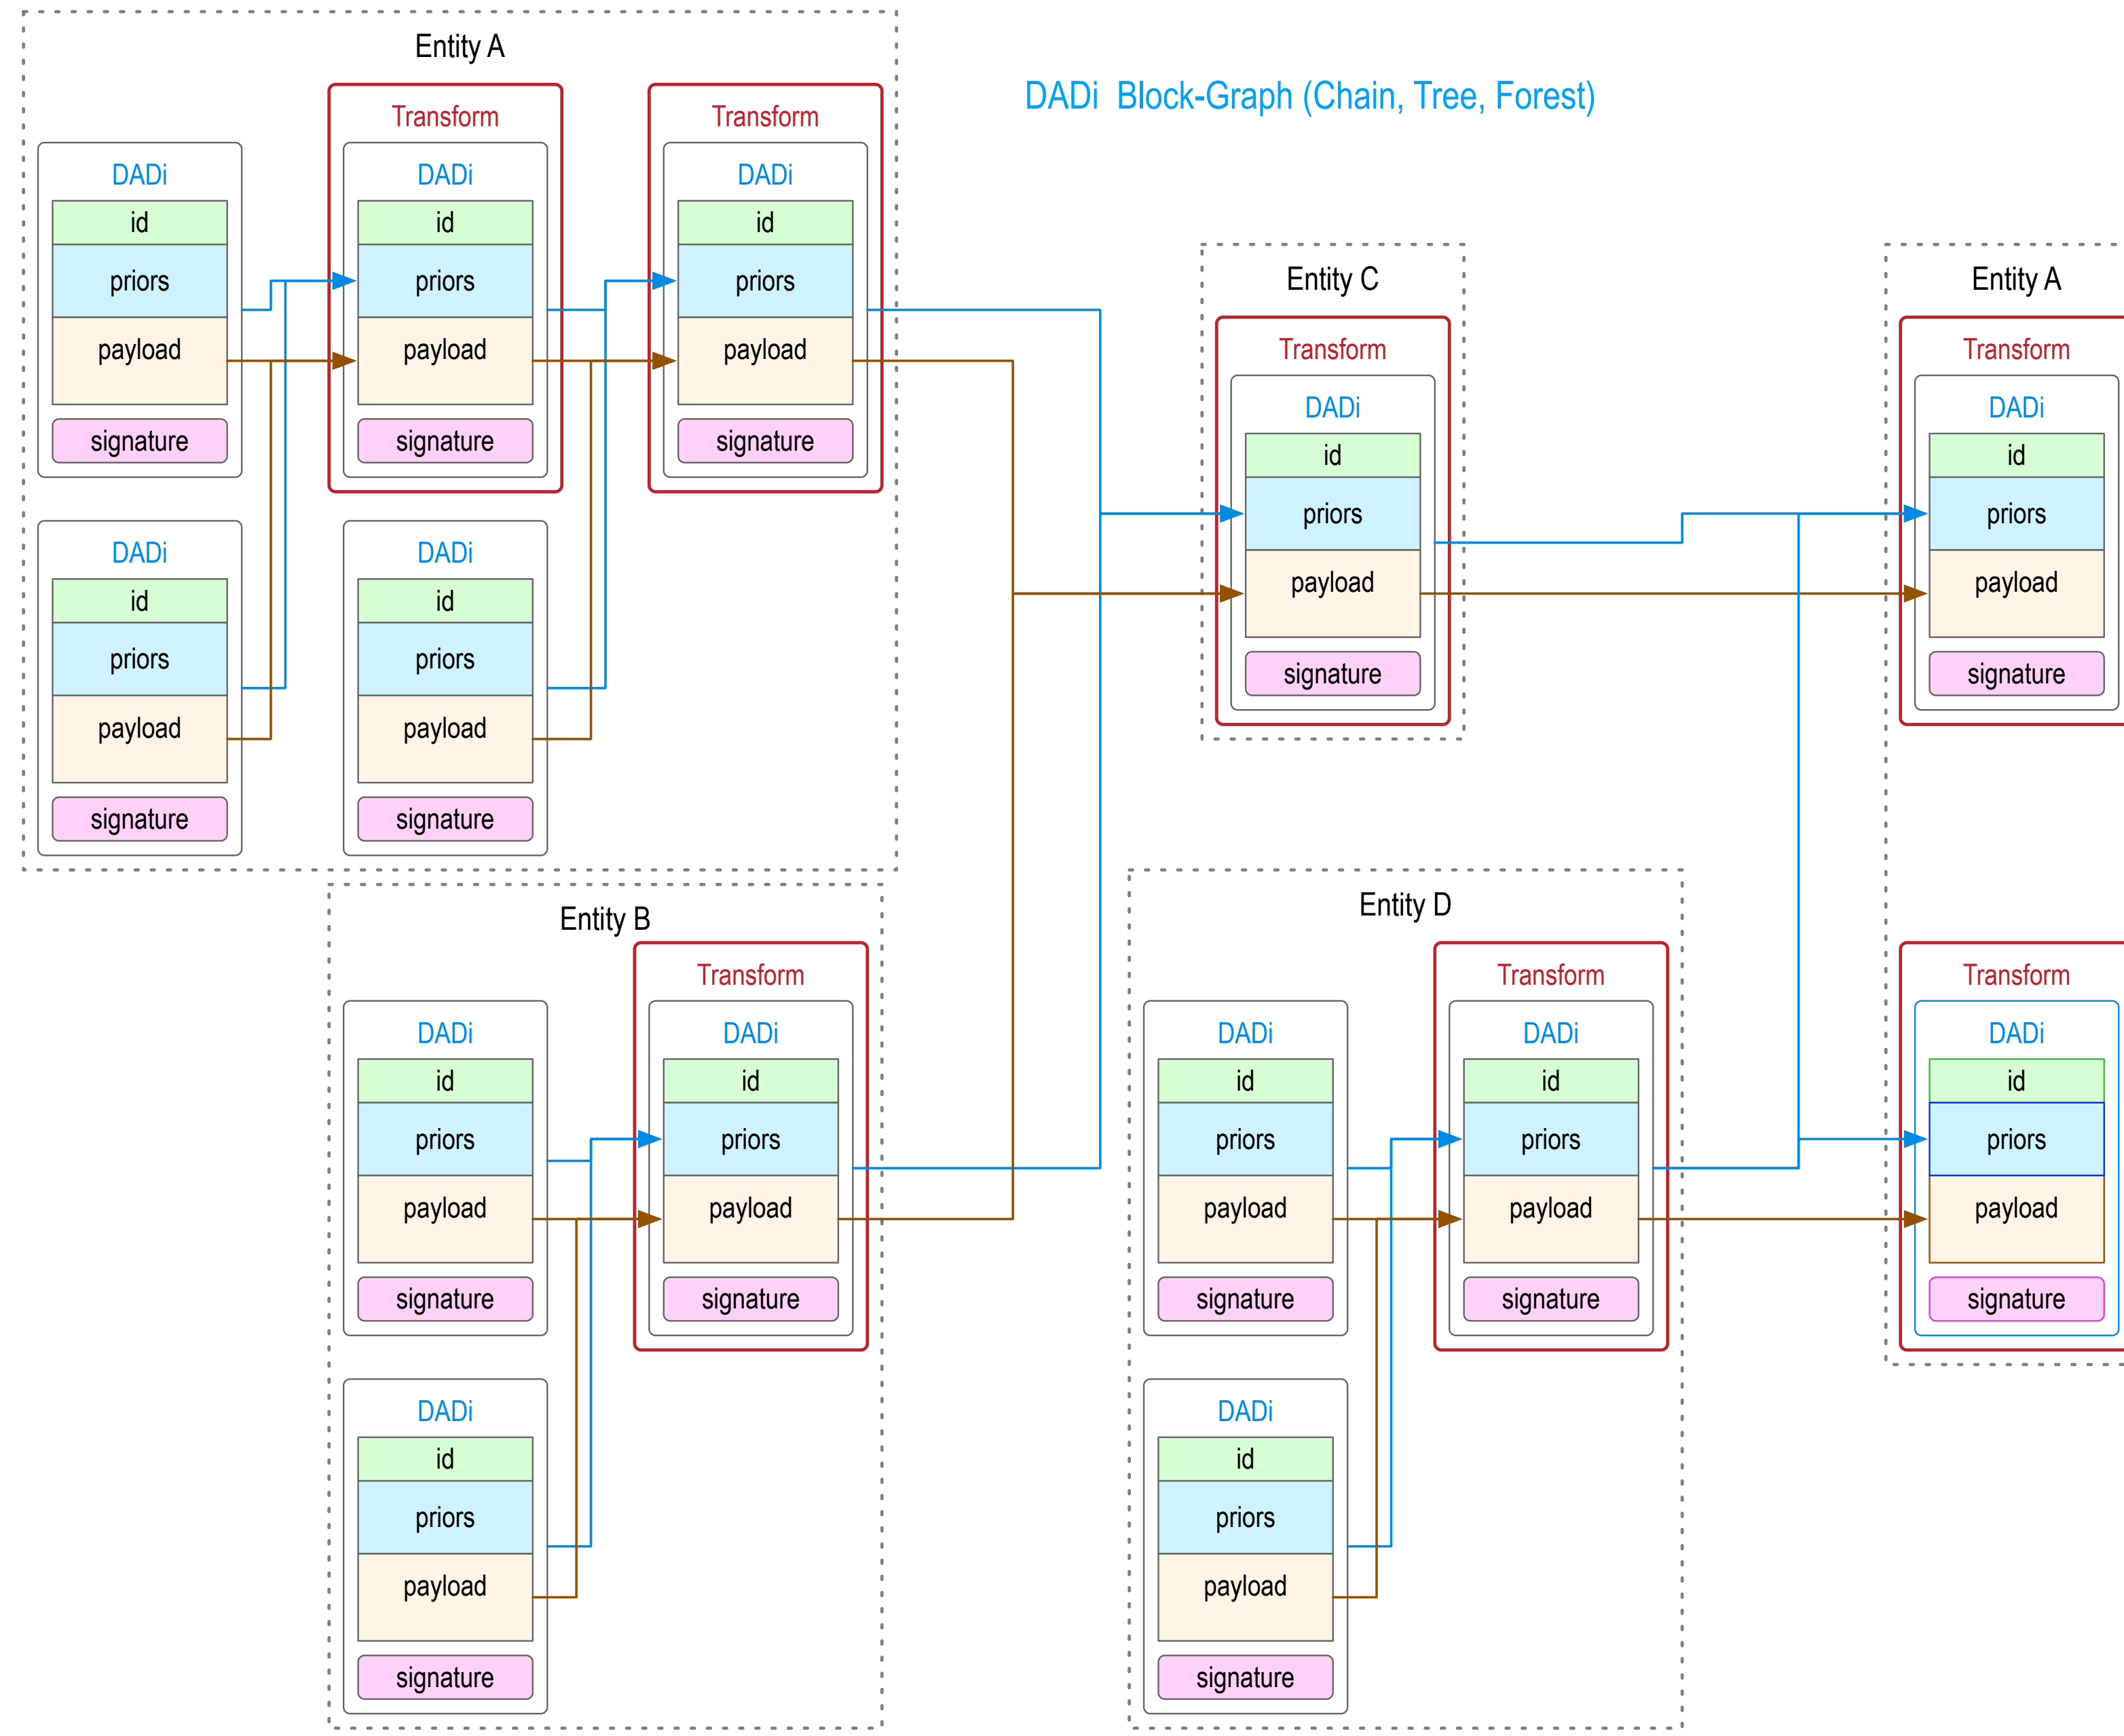 Entity A
DADi Block-Graph (Chain, Tree, Forest)
Transform
Transform
DADi
DADi
DADi
id
id
id
priors
priors
priors
payload
payload
payload
signature
signature
signature
DADi
DADi
id
id
priors
priors
payload
payload
signature
signature
Entity C
Transform
DADi
id
priors
payload
signature
Entity A
Transform
DADi
id
priors
payload
signature
Transform
DADi
id
priors
payload
signature
Entity B
Transform
DADi
DADi
id
id
priors
priors
payload
payload
signature
signature
DADi
id
priors
payload
signature
Entity D
Transform
DADi
DADi
id
id
priors
priors
payload
payload
signature
signature
DADi
id
priors
payload
signature